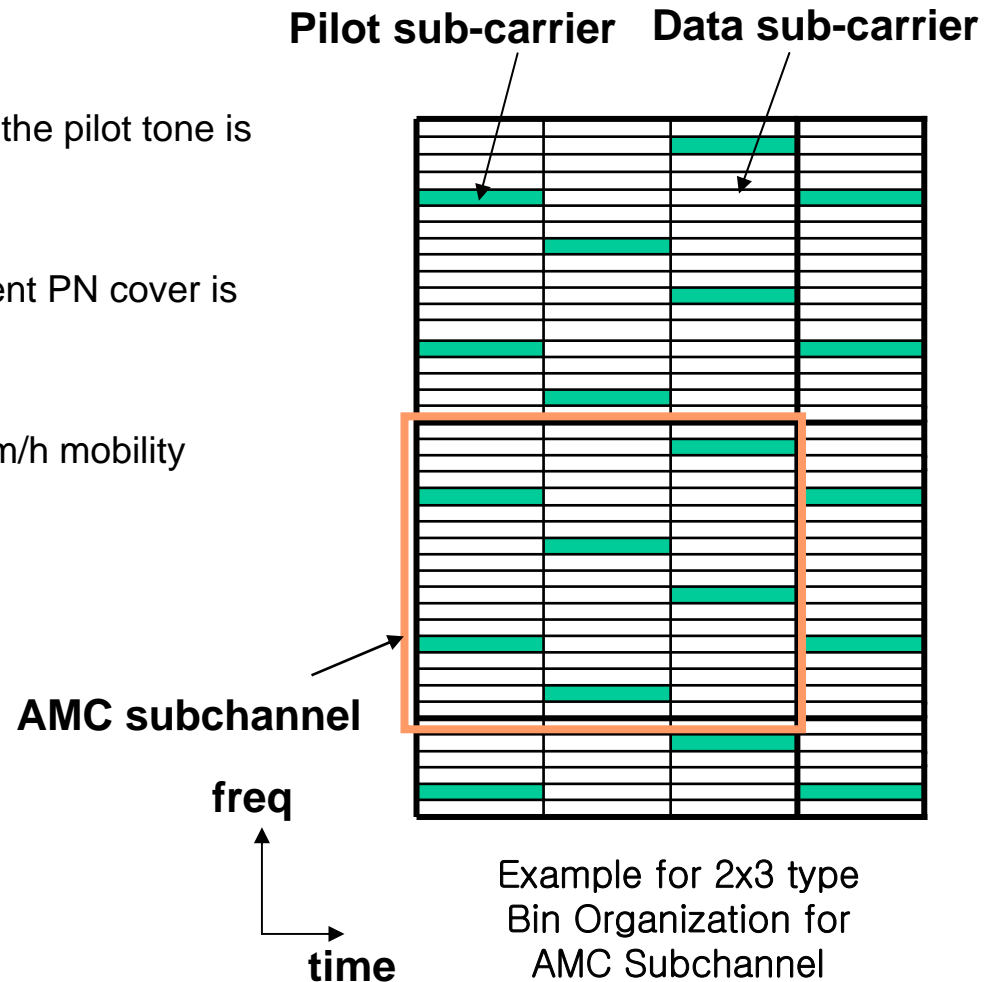 Pilot sub-carrier
Data sub-carrier
the pilot tone is
ent PN cover is
m/h mobility
AMC subchannel
freq
time
Example for 2x3 type
Bin Organization for
AMC Subchannel